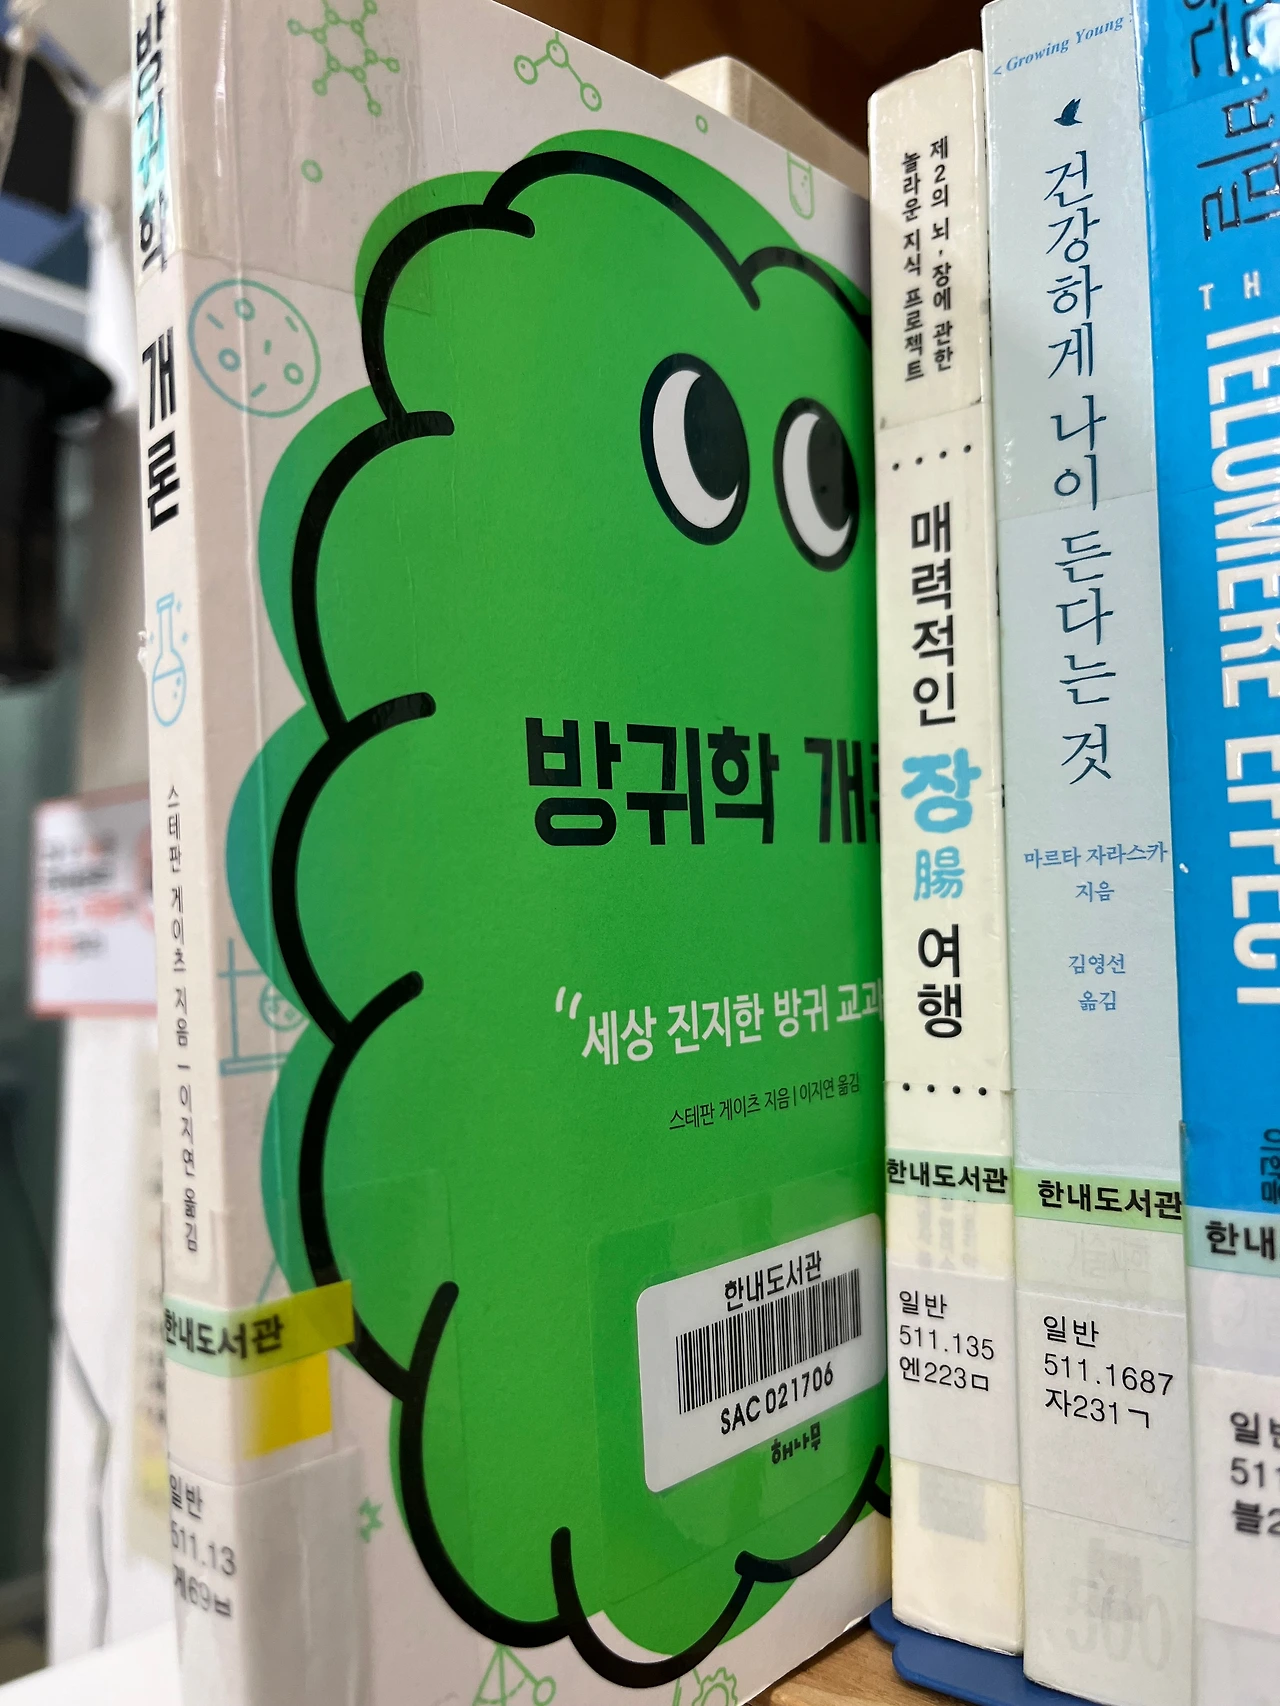 방귀학 개론
스테판 게이츠 지음 | 이지연 옮김
한내도서관
일반
511.13
게69ㅂ
방귀학
“세상 진지한 방귀
스테판 게이츠 지음 | 이지연 옮김
한내도서관
SAC 021706
해나무
제2의 뇌, 장에 관한
놀라운 지식 프로젝트
매력적인 장 腸 여행
한내도서관
일반
511.135
엔223ㅁ
< Growing Young
건강하게 나이 든다는 것
마르타 자라스카
지음
김영선
옮김
한내도서관
일반
511.1687
자231ㄱ
비밀
TELOMERE EFFECT